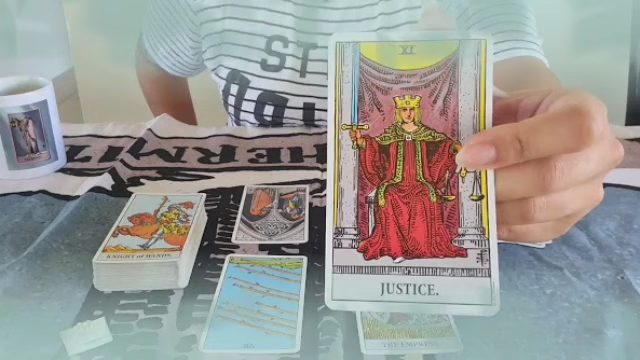 XI
ST
HERMIT
KNIGHT of WANDS.
JUSTICE.
THE EMPRESS.